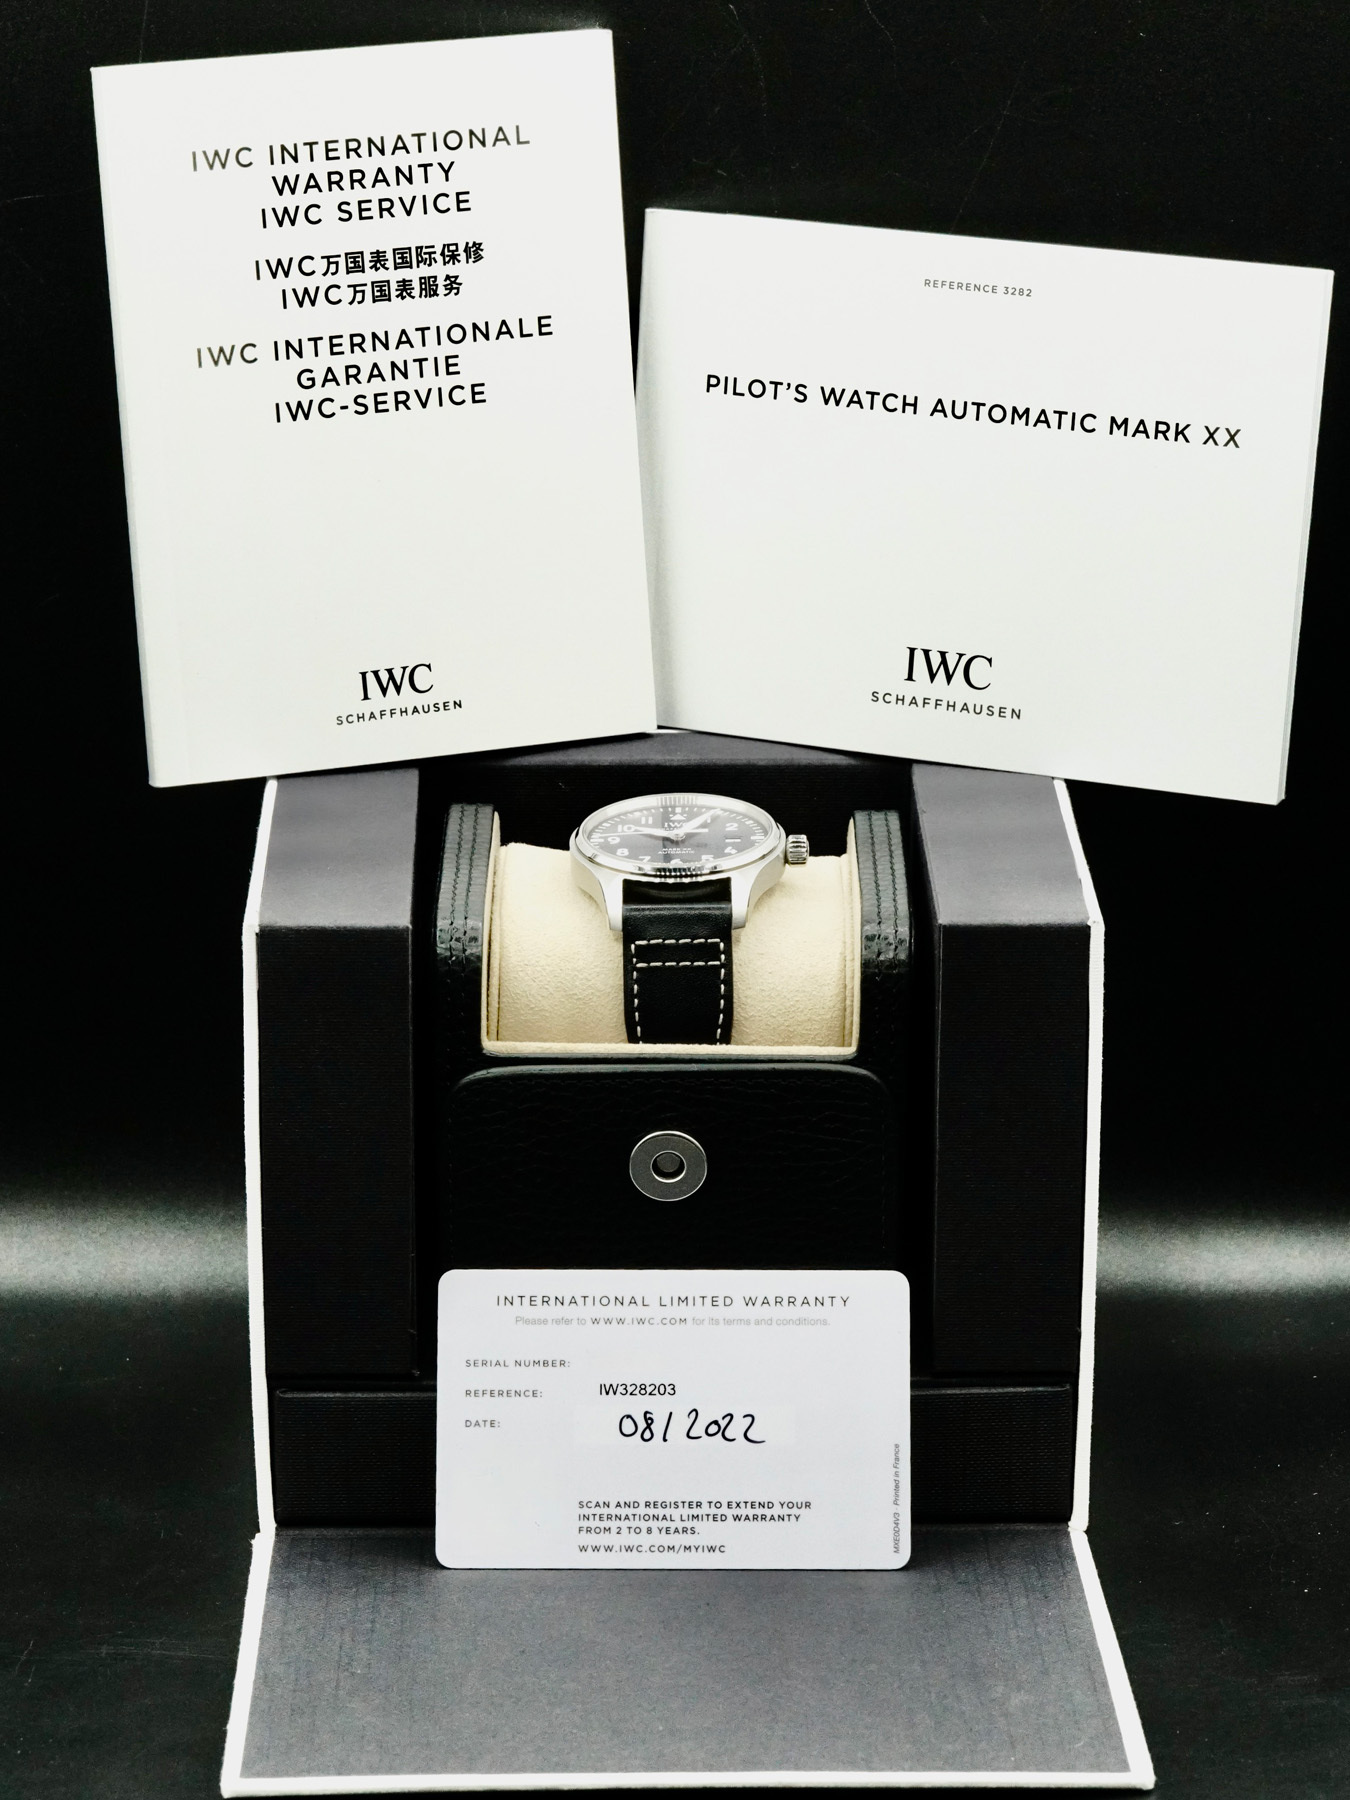 IWC INTERNATIONAL
WARRANTY
IWC SERVICE
IWC万国表国际保修
IWC万国表服务
IWC INTERNATIONALE
GARANTIE
IWC-SERVICE
IWC
SCHAFFHAUSEN
REFERENCE 3282
PILOT'S WATCH AUTOMATIC MARK XX
IWC
SCHAFFHAUSEN
IWC
MARK XX
AUTOMATIC
INTERNATIONAL LIMITED WARRANTY
Please refer to WWW.IWC.COM for its terms and conditions.
SERIAL NUMBER:
REFERENCE: IW328203
DATE: 08/2022
SCAN AND REGISTER TO EXTEND YOUR
INTERNATIONAL LIMITED WARRANTY
FROM 2 TO 8 YEARS.
WWW.IWC.COM/MYIWC
Printed in France